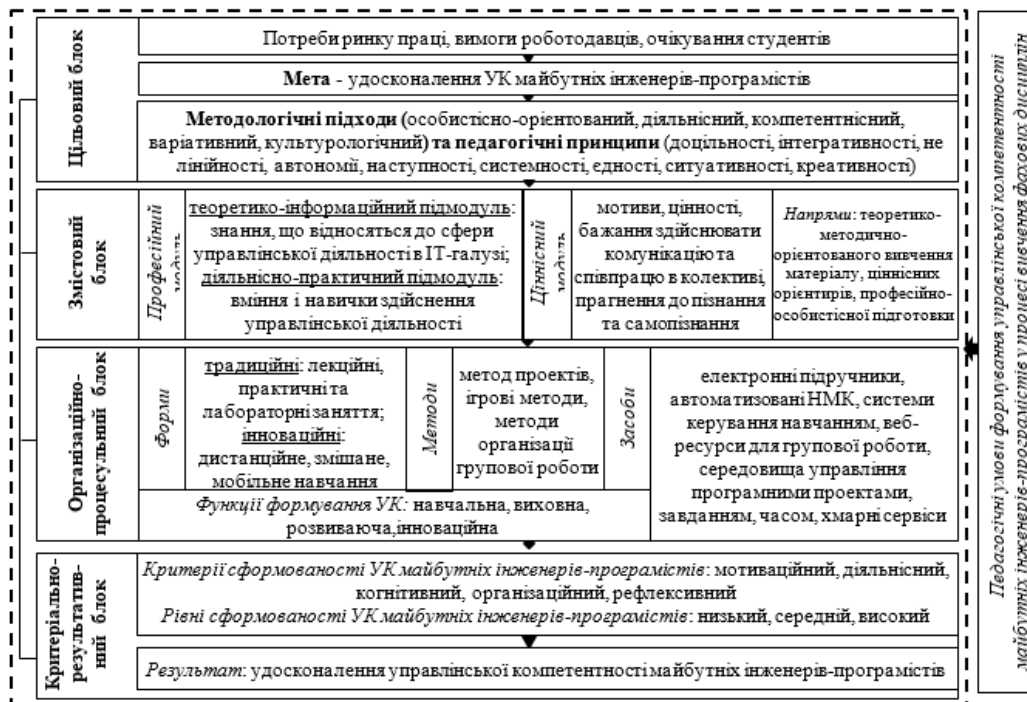 Цільовий блок
Потреби ринку праці, вимоги роботодавців, очікування студентів
Мета - удосконалення УК майбутніх інженерів-програмістів
Методологічні підходи (особистісно-орієнтований, діяльнісний, компетентнісний,
варіативний, культурологічний) та педагогічні принципи (доцільності, інтегративності, не
лінійності, автономії, наступності, системності, єдності, ситуативності, креативності)
Змістовий
блок
Професійний
модуль
теоретико-інформаційний підмодуль:
знання, що відносяться до сфери
управлінської діяльності в ІТ-галузі;
діяльнісно-практичний підмодуль:
вміння і навички здійснення
управлінської діяльності
Ціннісний
модуль
мотиви, цінності,
бажання здійснювати
комунікацію та
співпрацю в колективі,
прагнення до пізнання
та самопізнання
Напрями: теоретико-
методично-
орієнтованого вивчення
матеріалу, ціннісних
орієнтирів, професійно-
особистісної підготовки
Організаційно-
процесульний блок
Форми
традиційні: лекційні,
практичні та
лабораторні заняття;
інноваційні:
дистанційне, змішане,
мобільне навчання
Методи
метод проектів,
ігрові методи,
методи
організації
групової роботи
Засоби
електронні підручники,
автоматизовані НМК, системи
керування навчанням, веб-
ресурси для групової роботи,
середовища управління
програмними проектами,
завданням, часом, хмарні сервіси
Функції формування УК: навчальна, виховна,
розвиваюча,інноваційна
Критеріально-
результатив-
ний блок
Критерії сформованості УК майбутніх інженерів-програмістів: мотиваційний, діяльнісний,
когнітивний, організаційний, рефлексивний
Рівні сформованості УК майбутніх інженерів-програмістів: низький, середній, високий
Результат: удосконалення управлінської компетентності майбутніх інженерів-програмістів
Педагогічні умови формування управлінської компетентності
майбутніх інженерів-програмістів у процесі вивчення фахових дисциплін